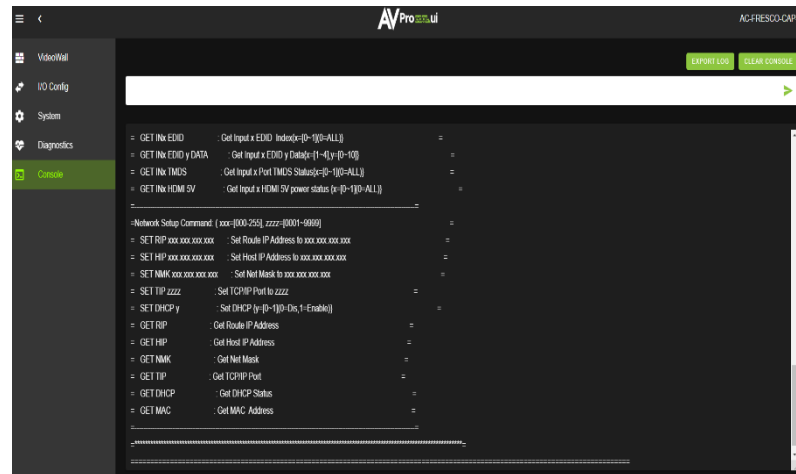 AVPro ui
AC-FRESCO-CAP
VideoWall
I/O Config
System
Diagnostics
Console
EXPORT LOG
CLEAR CONSOLE
= GET INx EDID : Get Input x EDID Index{x=[0~1](0=ALL)} =
= GET INx EDID y DATA : Get Input x EDID y Data{x=[1~4],y=[0~10]} =
= GET INx TMDS : Get Input x Port TMDS Status{x=[0~1](0=ALL)} =
= GET INx HDMI 5V : Get Input x HDMI 5V power status {x=[0~1](0=ALL)} =
=Network Setup Command: ( xxx=[000-255], zzzz=[0001~9999] =
= SET RIP xxx.xxx.xxx.xxx : Set Route IP Address to xxx.xxx.xxx.xxx =
= SET HIP xxx.xxx.xxx.xxx : Set Host IP Address to xxx.xxx.xxx.xxx =
= SET NMK xxx.xxx.xxx.xxx : Set Net Mask to xxx.xxx.xxx.xxx =
= SET TIP zzzz : Set TCP/IP Port to zzzz =
= SET DHCP y : Set DHCP {y=[0~1](0=Dis,1=Enable)} =
= GET RIP : Get Route IP Address =
= GET HIP : Get Host IP Address =
= GET NMK : Get Net Mask =
= GET TIP : Get TCP/IP Port =
= GET DHCP : Get DHCP Status =
= GET MAC : Get MAC Address =